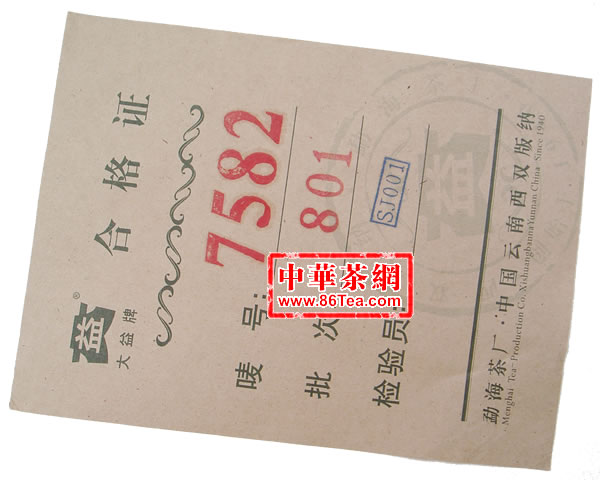 益®
大益牌
合格证
唛号: 7582
批次 801
检验员: SJ001
勐海茶厂·中国云南西双版纳
Menghai Tea-Production Co.XishuangbannaYunnan.China Since 1940
中華茶網
www.86Tea.com